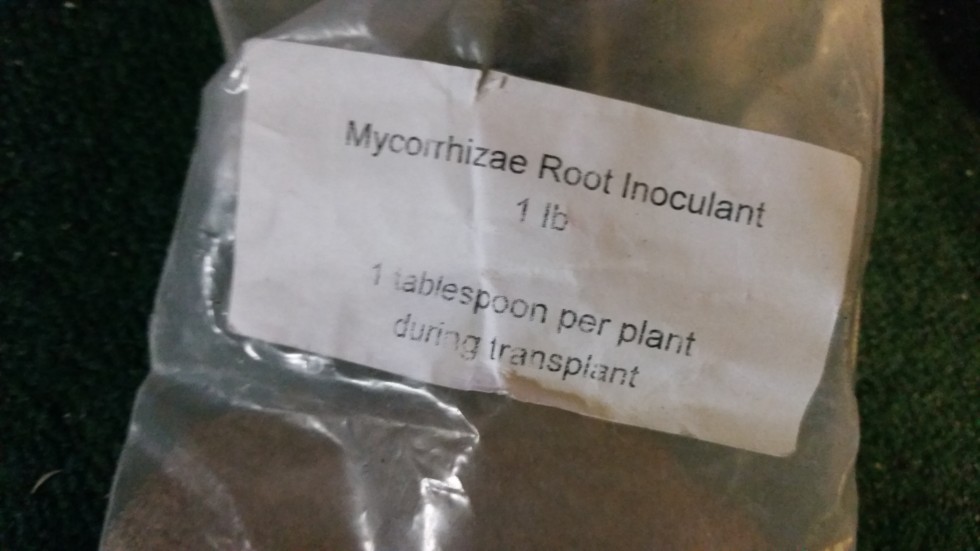 Mycorrhizae Root Inoculant
1 lb
1 tablespoon per plant
during transplant